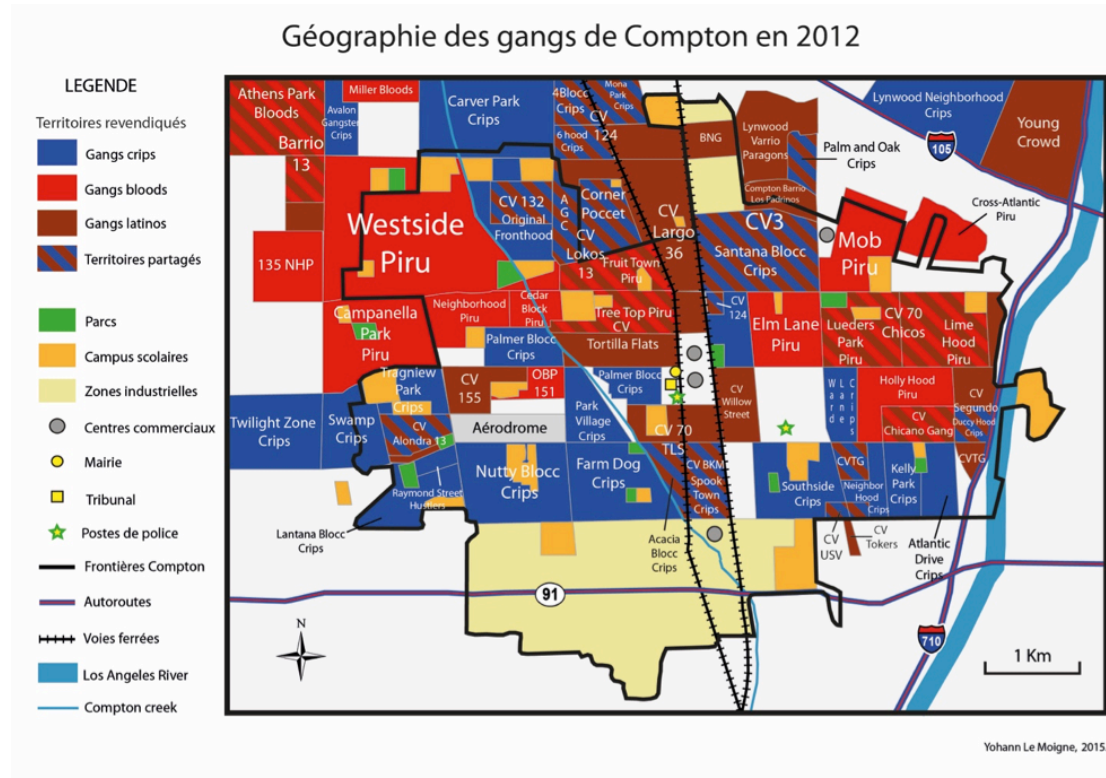 Géographie des gangs de Compton en 2012
LEGENDE
Territoires revendiqués
Gangs crips
Gangs bloods
Gangs latinos
Territoires partagés
Parcs
Campus scolaires
Zones industrielles
Centres commerciaux
Mairie
Tribunal
Postes de police
Frontières Compton
Autoroutes
Voies ferrées
Los Angeles River
Compton creek
Athens Park
Bloods
Barrio
13
Miller Bloods
Avalon
Gangster
Crips
Carver Park
Crips
4Blocc
Crips
Mona
Park
Crips
CV
124
6 hood
Crips
BNG
Lynwood
Varrio
Paragons
Palm and Oak
Crips
Lynwood Neighborhood
Crips
105
Young
Crowd
Compton Barrio
Los Padrinos
Cross-Atlantic
Piru
135 NHP
Westside
Piru
CV 132
Original
Fronthood
A
G
C
Corner
Poccet
CV
Lokos
13
Fruit Town
Piru
CV
Largo
36
CV3
Santana Blocc
Crips
Mob
Piru
Campanella
Park
Piru
Neighborhood
Piru
Cedar
Block
Piru
Tree Top Piru
CV
Tortilla Flats
CV
124
Elm Lane
Piru
Lueders
Park
Piru
CV 70
Chicos
Lime
Hood
Piru
Palmer Blocc
Crips
Tragniew
Park
Crips
CV
155
OBP
151
Palmer Blocc
Crips
CV
Willow
Street
Ward
Crips
Holly Hood
Piru
CV
Chicano Gang
CV
Segundo
Duccy Hood
Crips
CVTG
Twilight Zone
Crips
Swamp
Crips
CV
Alondra 13
Aérodrome
Park
Village
Crips
CV 70
TLS
Nutty Blocc
Crips
Farm Dog
Crips
CV BKM
Spook
Town
Crips
Southside
Crips
CVTG
Neighbor
Hood
Crips
Kelly
Park
Crips
Raymond Street
Hustlers
Lantana Blocc
Crips
Acacia
Blocc
Crips
CV
USV
CV
Tokers
Atlantic
Drive
Crips
91
710
N
1 Km
Yohann Le Moigne, 2015.